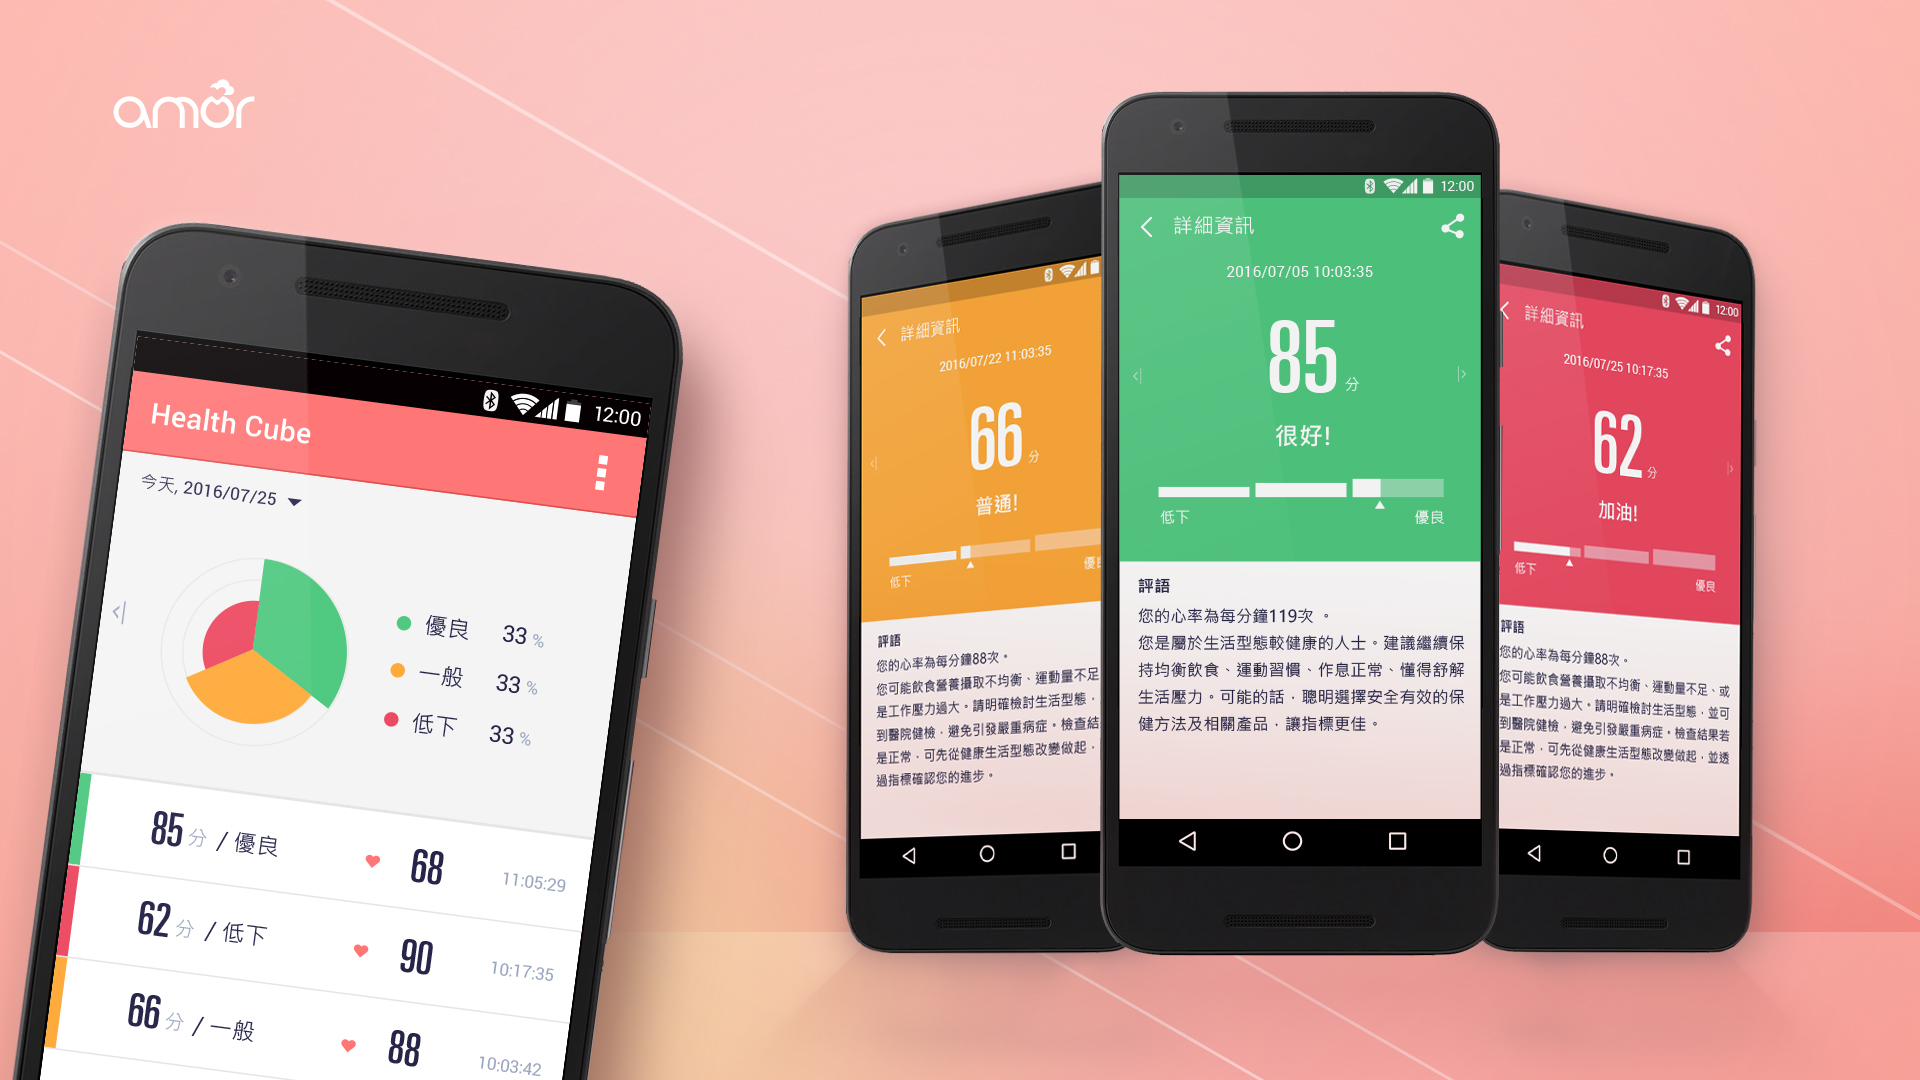 amor
12:00
Health Cube
今天, 2016/07/25
優良 33 %
一般 33 %
低下 33 %
85 分 / 優良 68 11:05:29
62 分 / 低下 90 10:17:35
66 分 / 一般 88 10:03:42
詳細資訊
2016/07/22 11:03:35
66 分
普通!
低下
評語
您的心率為每分鐘88次。
您可能飲食營養攝取不均衡、運動量不足
是工作壓力過大。請明確檢討生活型態，
到醫院健檢，避免引發嚴重病症。檢查結
是正常，可先從健康生活型態改變做起，
過指標確認您的進步。
12:00
詳細資訊
2016/07/05 10:03:35
85 分
很好!
低下 優良
評語
您的心率為每分鐘119次 。
您是屬於生活型態較健康的人士。建議繼續保
持均衡飲食、運動習慣、作息正常、懂得舒解
生活壓力。可能的話，聰明選擇安全有效的保
健方法及相關產品，讓指標更佳。
12:00
詳細資訊
2016/07/25 10:17:35
62 分
加油!
低下 優良
評語
您的心率為每分鐘88次。
您可能飲食營養攝取不均衡、運動量不足、或
是工作壓力過大。請明確檢討生活型態，並可
到醫院健檢，避免引發嚴重病症。檢查結果若
是正常，可先從健康生活型態改變做起，並透
過指標確認您的進步。